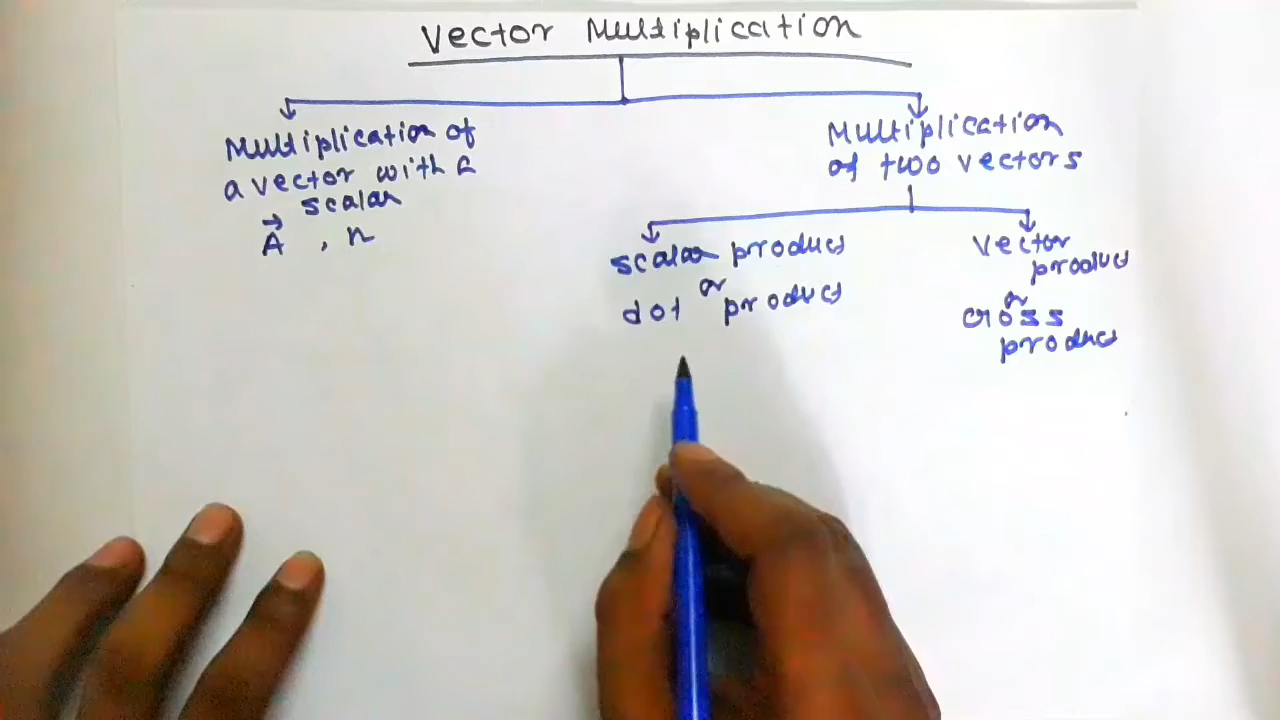 Vector Multiplication
Multiplication of
a vector with a
scalar
A⃗ , n
Multiplication
of two vectors
scalar product
or
dot product
Vector
product
or
cross
product